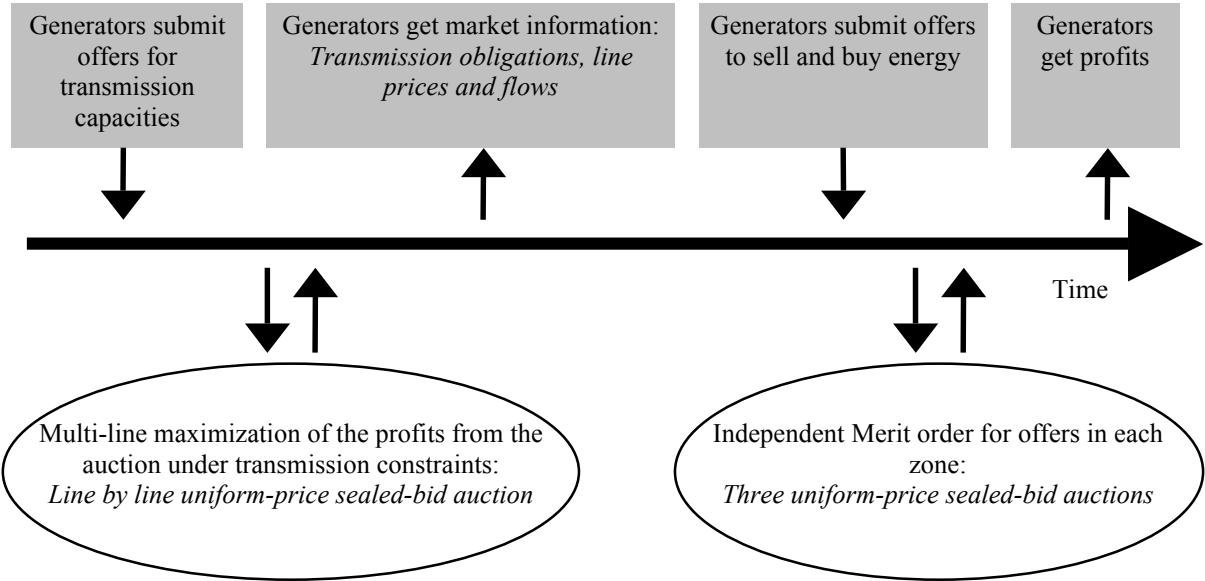 Generators submit
offers for
transmission
capacities
Generators get market information:
Transmission obligations, line
prices and flows
Generators submit offers
to sell and buy energy
Generators
get profits
Time
Multi-line maximization of the profits from the
auction under transmission constraints:
Line by line uniform-price sealed-bid auction
Independent Merit order for offers in each
zone:
Three uniform-price sealed-bid auctions